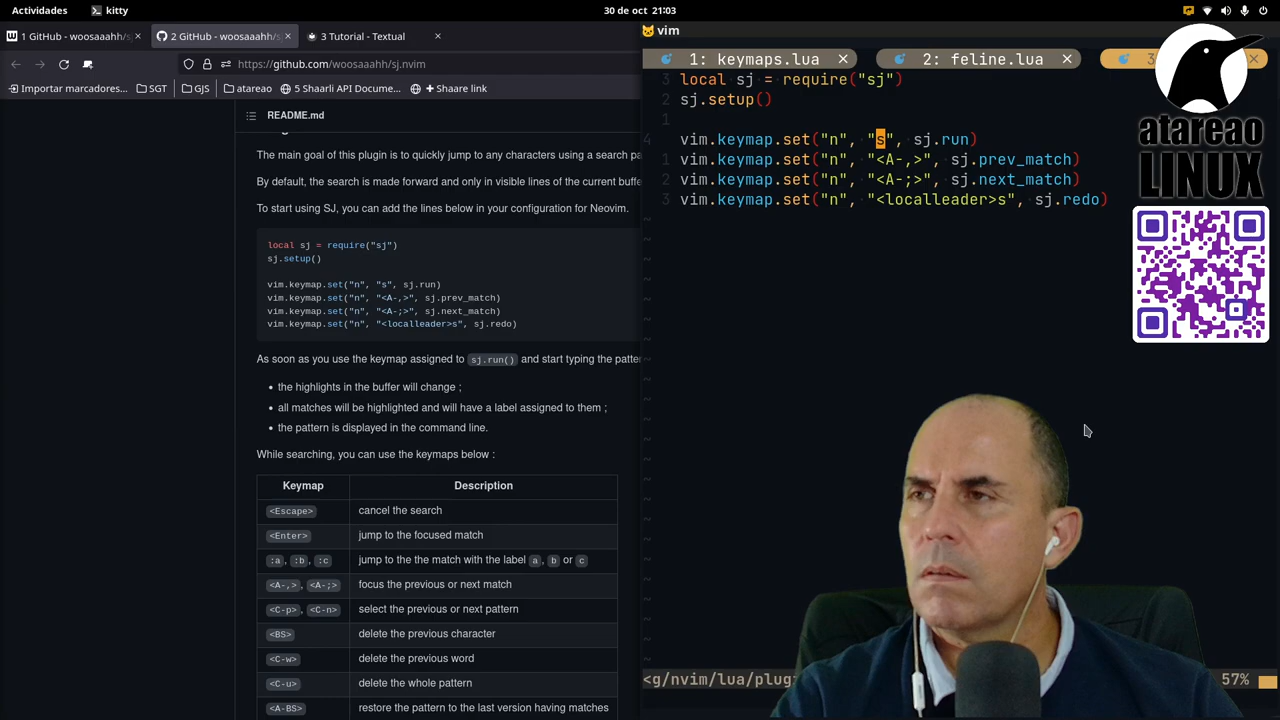 Actividades
kitty
30 de oct 21:03
1 GitHub - woosaaahh/s
2 GitHub - woosaaahh/s
3 Tutorial - Textual
https://github.com/woosaaahh/sj.nvim
Importar marcadores...
SGT
GJS
atareao
5 Shaarli API Docume...
+ Shaare link
README.md
The main goal of this plugin is to quickly jump to any characters using a search pa
By default, the search is made forward and only in visible lines of the current buffe
To start using SJ, you can add the lines below in your configuration for Neovim.
local sj = require("sj")
sj.setup()
vim.keymap.set("n", "s", sj.run)
vim.keymap.set("n", "<A-,>", sj.prev_match)
vim.keymap.set("n", "<A-;>", sj.next_match)
vim.keymap.set("n", "<localleader>s", sj.redo)
As soon as you use the keymap assigned to sj.run() and start typing the patte
• the highlights in the buffer will change ;
• all matches will be highlighted and will have a label assigned to them ;
• the pattern is displayed in the command line.
While searching, you can use the keymaps below :
Keymap Description
<Escape> cancel the search
<Enter> jump to the focused match
:a, :b, :c jump to the the match with the label a, b or c
<A-,>, <A-;> focus the previous or next match
<C-p>, <C-n> select the previous or next pattern
<BS> delete the previous character
<C-w> delete the previous word
<C-u> delete the whole pattern
<A-BS> restore the pattern to the last version having matches
vim
1: keymaps.lua
2: feline.lua
3
3 local sj = require("sj")
2 sj.setup()
1
4 vim.keymap.set("n", "s", sj.run)
1 vim.keymap.set("n", "<A-,>", sj.prev_match)
2 vim.keymap.set("n", "<A-;>", sj.next_match)
3 vim.keymap.set("n", "<localleader>s", sj.redo)
<g/nvim/lua/plug
57%
atareao
LINUX